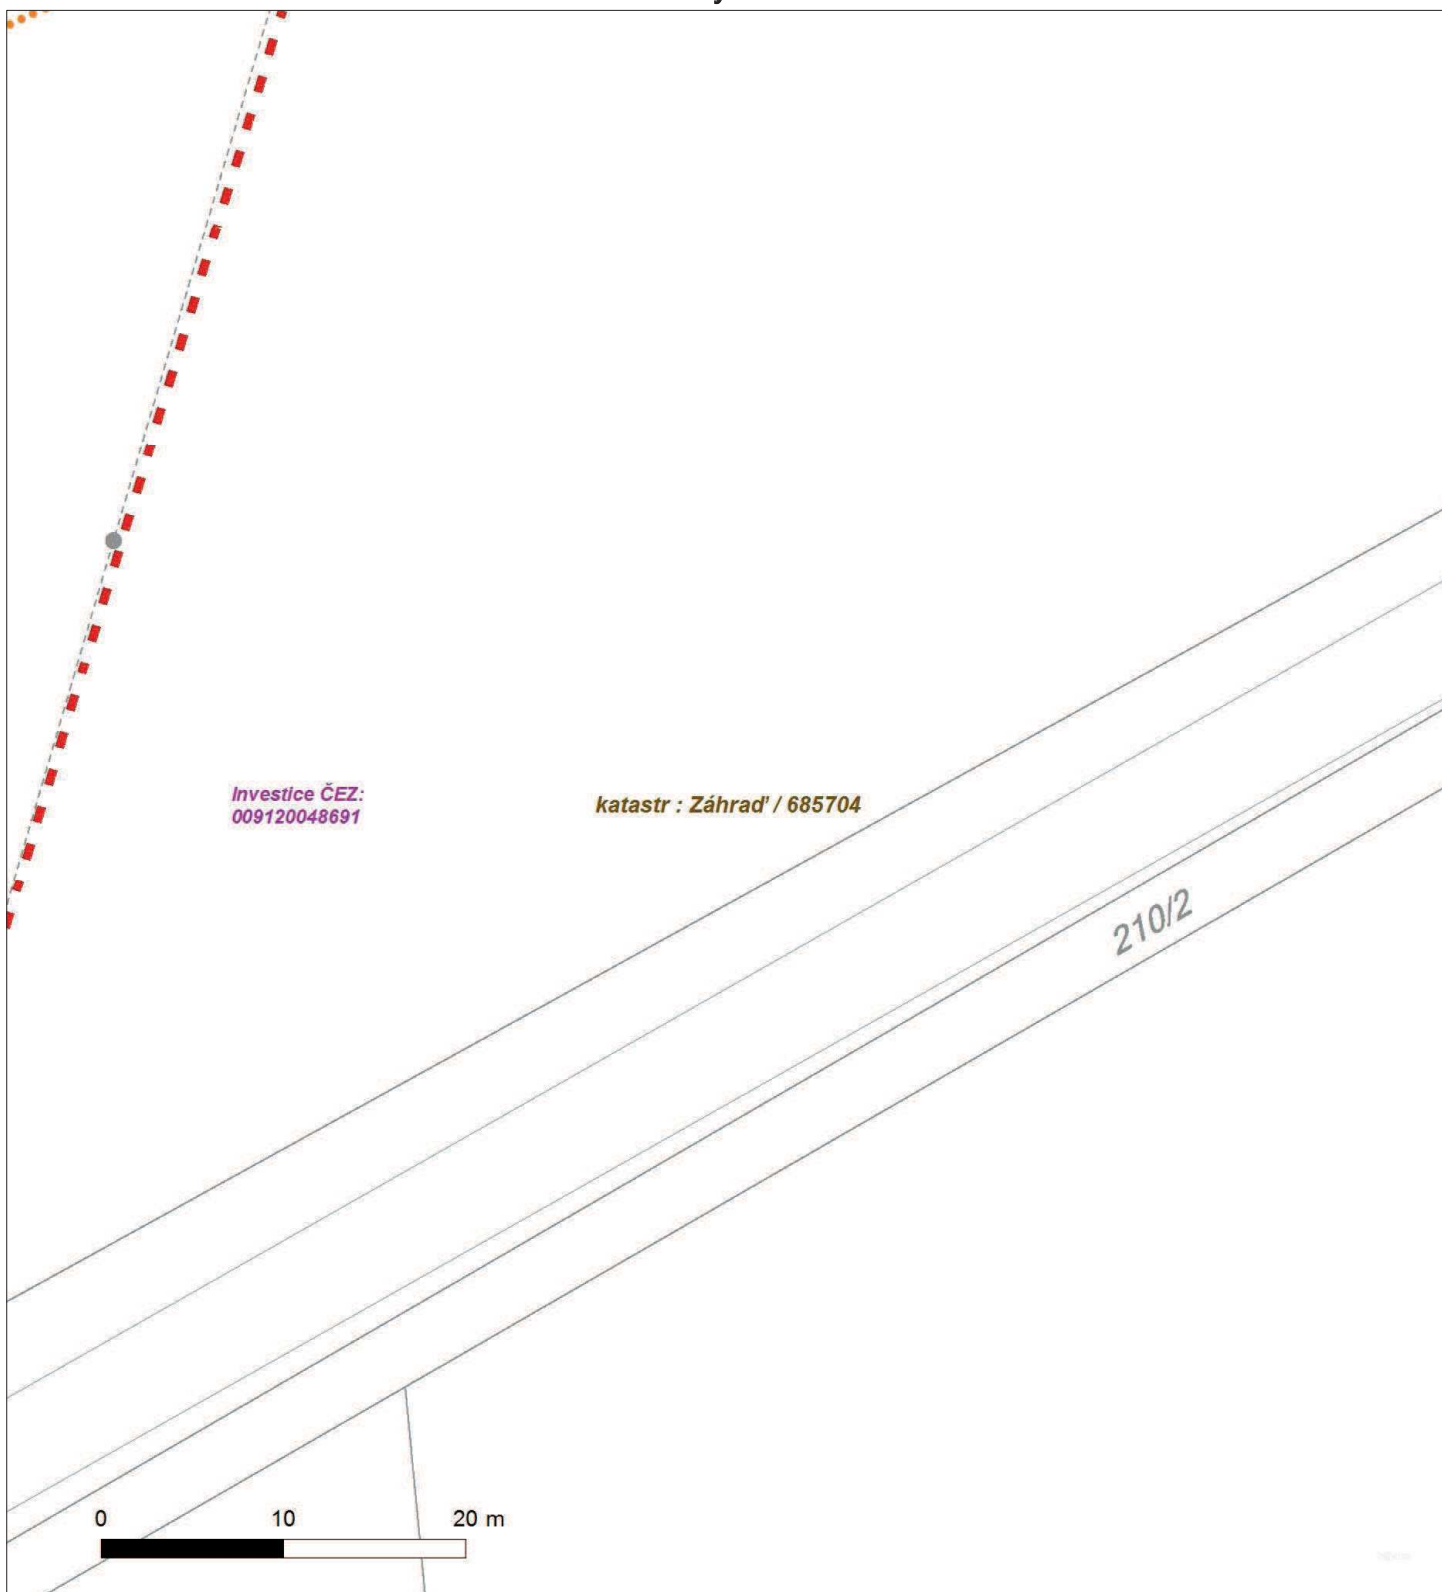 Investice ČEZ:
009120048691
katastr : Záhraď / 685704
210/2
0 10 20 m